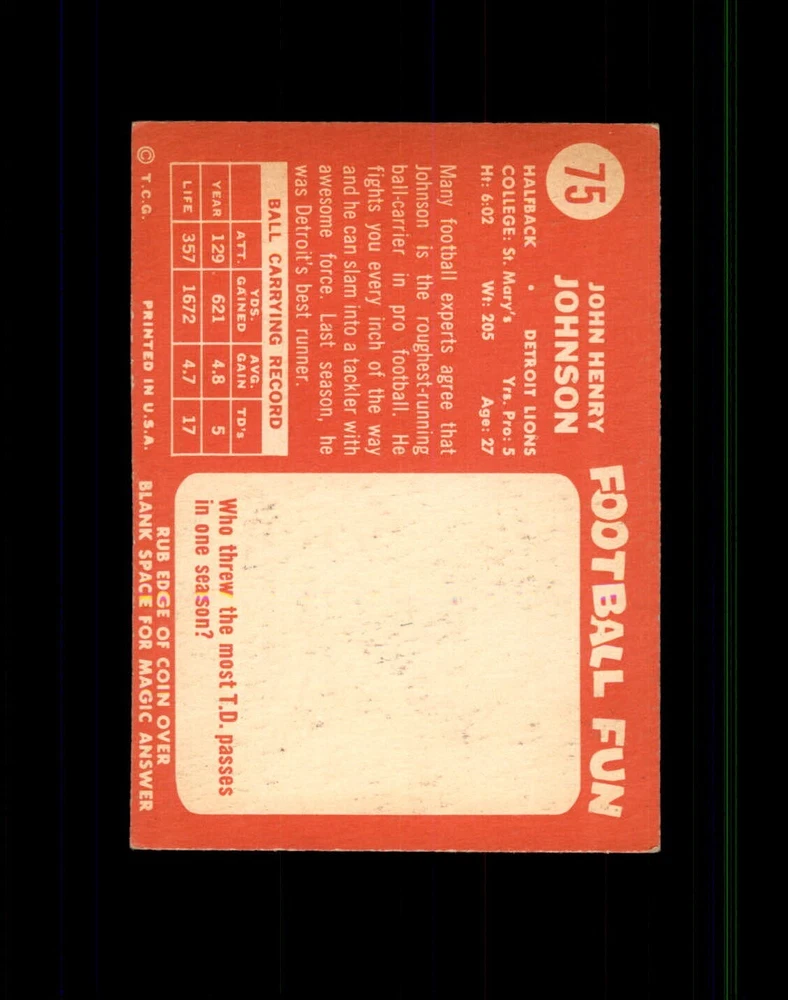 75
JOHN HENRY
JOHNSON
HALFBACK • DETROIT LIONS
COLLEGE: St. Mary's Yrs. Pro: 5
Ht: 6:02 Wt: 205 Age: 27
Many football experts agree that
Johnson is the roughest-running
ball-carrier in pro football. He
fights you every inch of the way
and he can slam into a tackler with
awesome force. Last season, he
was Detroit's best runner.
BALL CARRYING RECORD
ATT. YDS. GAINED AVG. GAIN TD's
YEAR 129 621 4.8 5
LIFE 357 1672 4.7 17
© T.C.G. PRINTED IN U.S.A.
FOOTBALL FUN
Who threw the most T.D. passes
in one season?
RUB EDGE OF COIN OVER
BLANK SPACE FOR MAGIC ANSWER